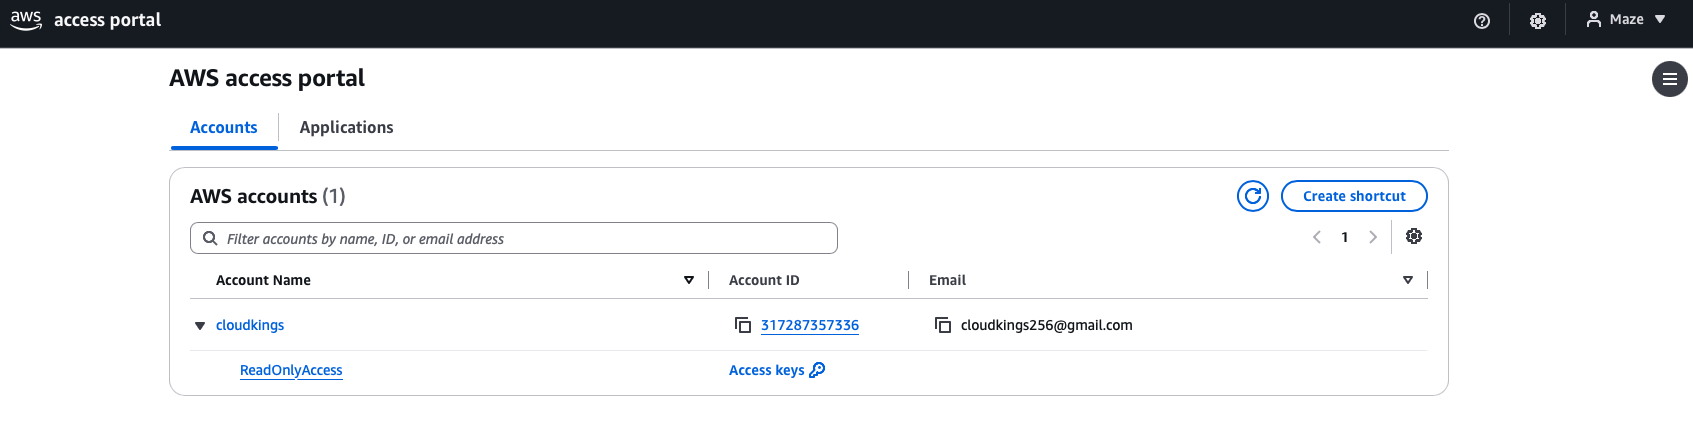 aws access portal Maze
AWS access portal
Accounts Applications
AWS accounts (1) Create shortcut
Filter accounts by name, ID, or email address 1
Account Name Account ID Email
cloudkings 317287357336 cloudkings256@gmail.com
ReadOnlyAccess Access keys